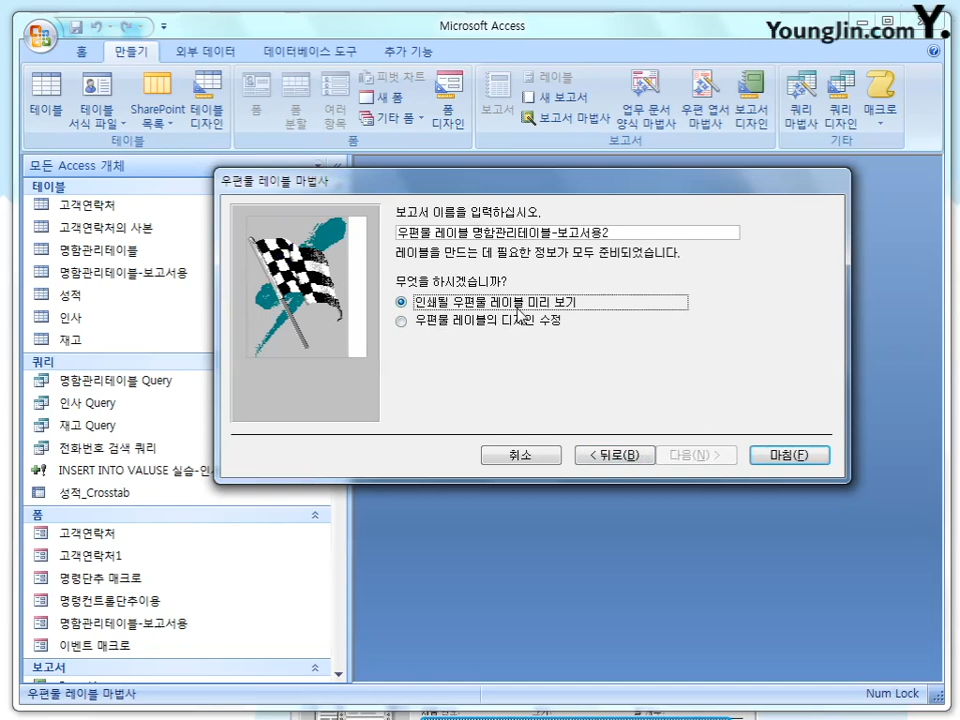 Microsoft Access
YoungJin.com Y.
홈 만들기 외부 데이터 데이터베이스 도구 추가 기능
테이블
테이블 서식 파일
SharePoint 목록
테이블 디자인
테이블
폼
폼 분할
여러 항목
피벗 차트
새 폼
기타 폼
폼 디자인
폼
보고서
레이블
새 보고서
보고서 마법사
업무 문서 양식 마법사
우편 엽서 마법사
보고서 디자인
보고서
쿼리 마법사
쿼리 디자인
매크로
기타
모든 Access 개체
테이블
고객연락처
고객연락처의 사본
명함관리테이블
명함관리테이블-보고서용
성적
인사
재고
쿼리
명함관리테이블 Query
인사 Query
재고 Query
전화번호 검색 쿼리
INSERT INTO VALUSE 실습-인
성적_Crosstab
폼
고객연락처
고객연락처1
명령단추 매크로
명령컨트롤단추이용
명함관리테이블-보고서용
이벤트 매크로
보고서
우편물 레이블 마법사
보고서 이름을 입력하십시오.
우편물 레이블 명함관리테이블-보고서용2
레이블을 만드는 데 필요한 정보가 모두 준비되었습니다.
무엇을 하시겠습니까?
인쇄될 우편물 레이블 미리 보기
우편물 레이블의 디자인 수정
취소 < 뒤로(B) 다음(N) > 마침(F)
우편물 레이블 마법사 Num Lock